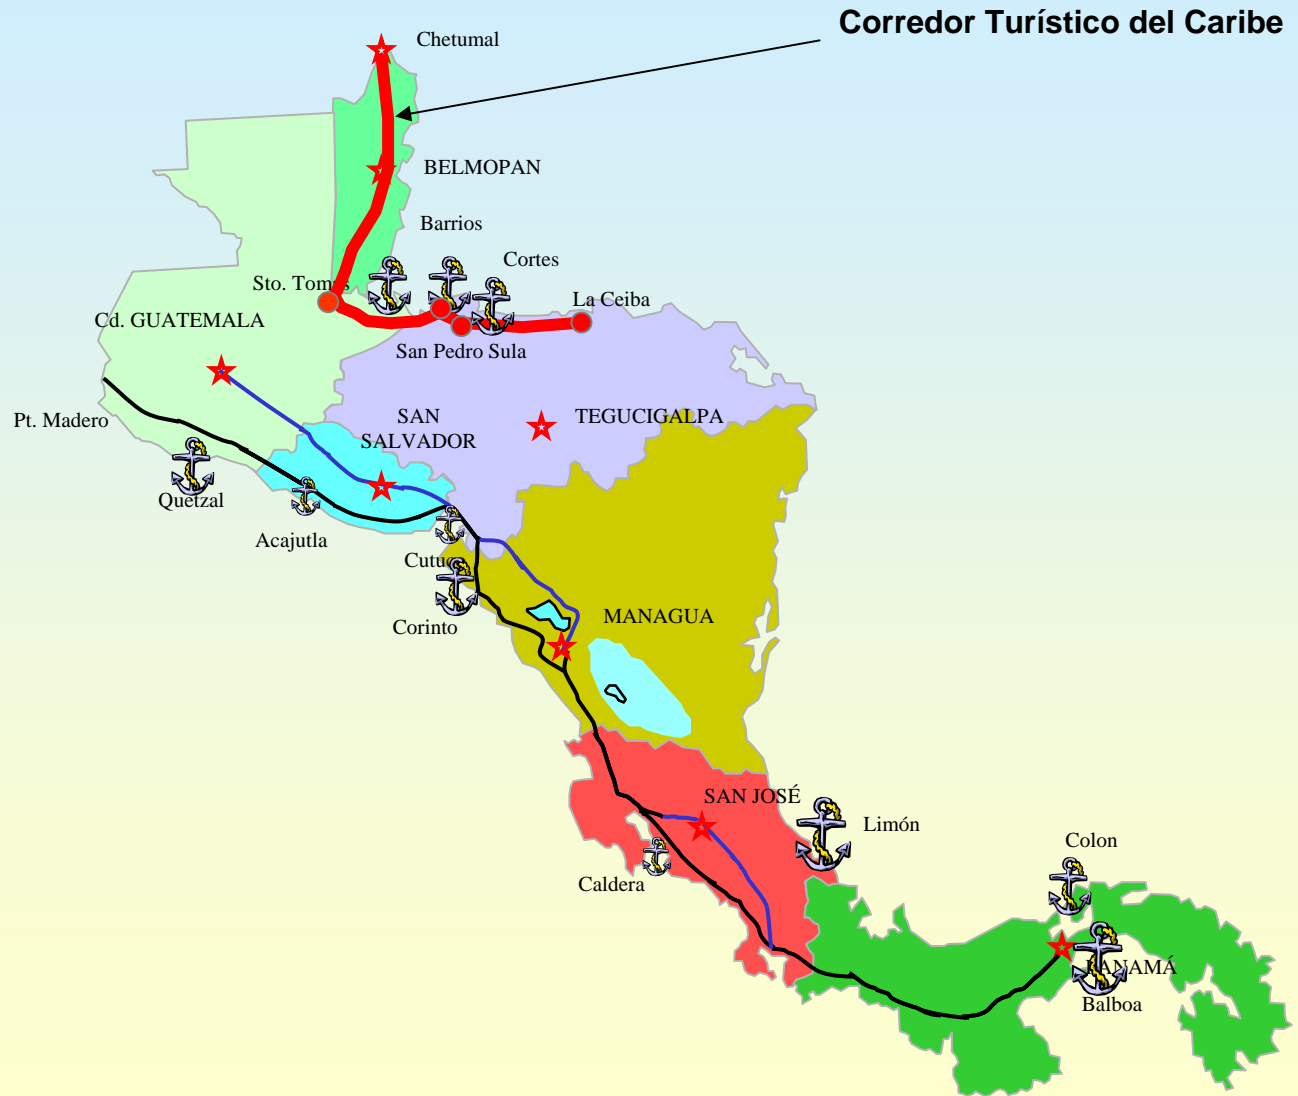 Corredor Turístico del Caribe
Chetumal
BELMOPAN
Barrios
Cortes
Sto. Tomas
La Ceiba
Cd. GUATEMALA
San Pedro Sula
Pt. Madero
SAN
SALVADOR
TEGUCIGALPA
Quetzal
Acajutla
Cutuco
Corinto
MANAGUA
SAN JOSÉ
Limón
Caldera
Colon
PANAMÁ
Balboa